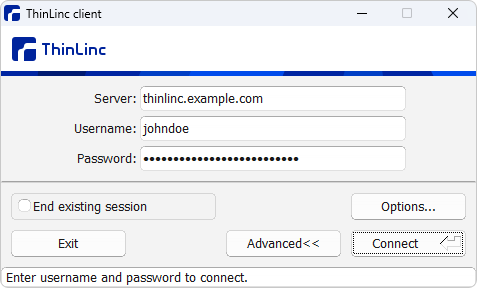 ThinLinc client
ThinLinc
Server: thinlinc.example.com
Username: johndoe
Password: ••••••••••••••••••••••••••
End existing session
Options...
Exit
Advanced<<
Connect
Enter username and password to connect.